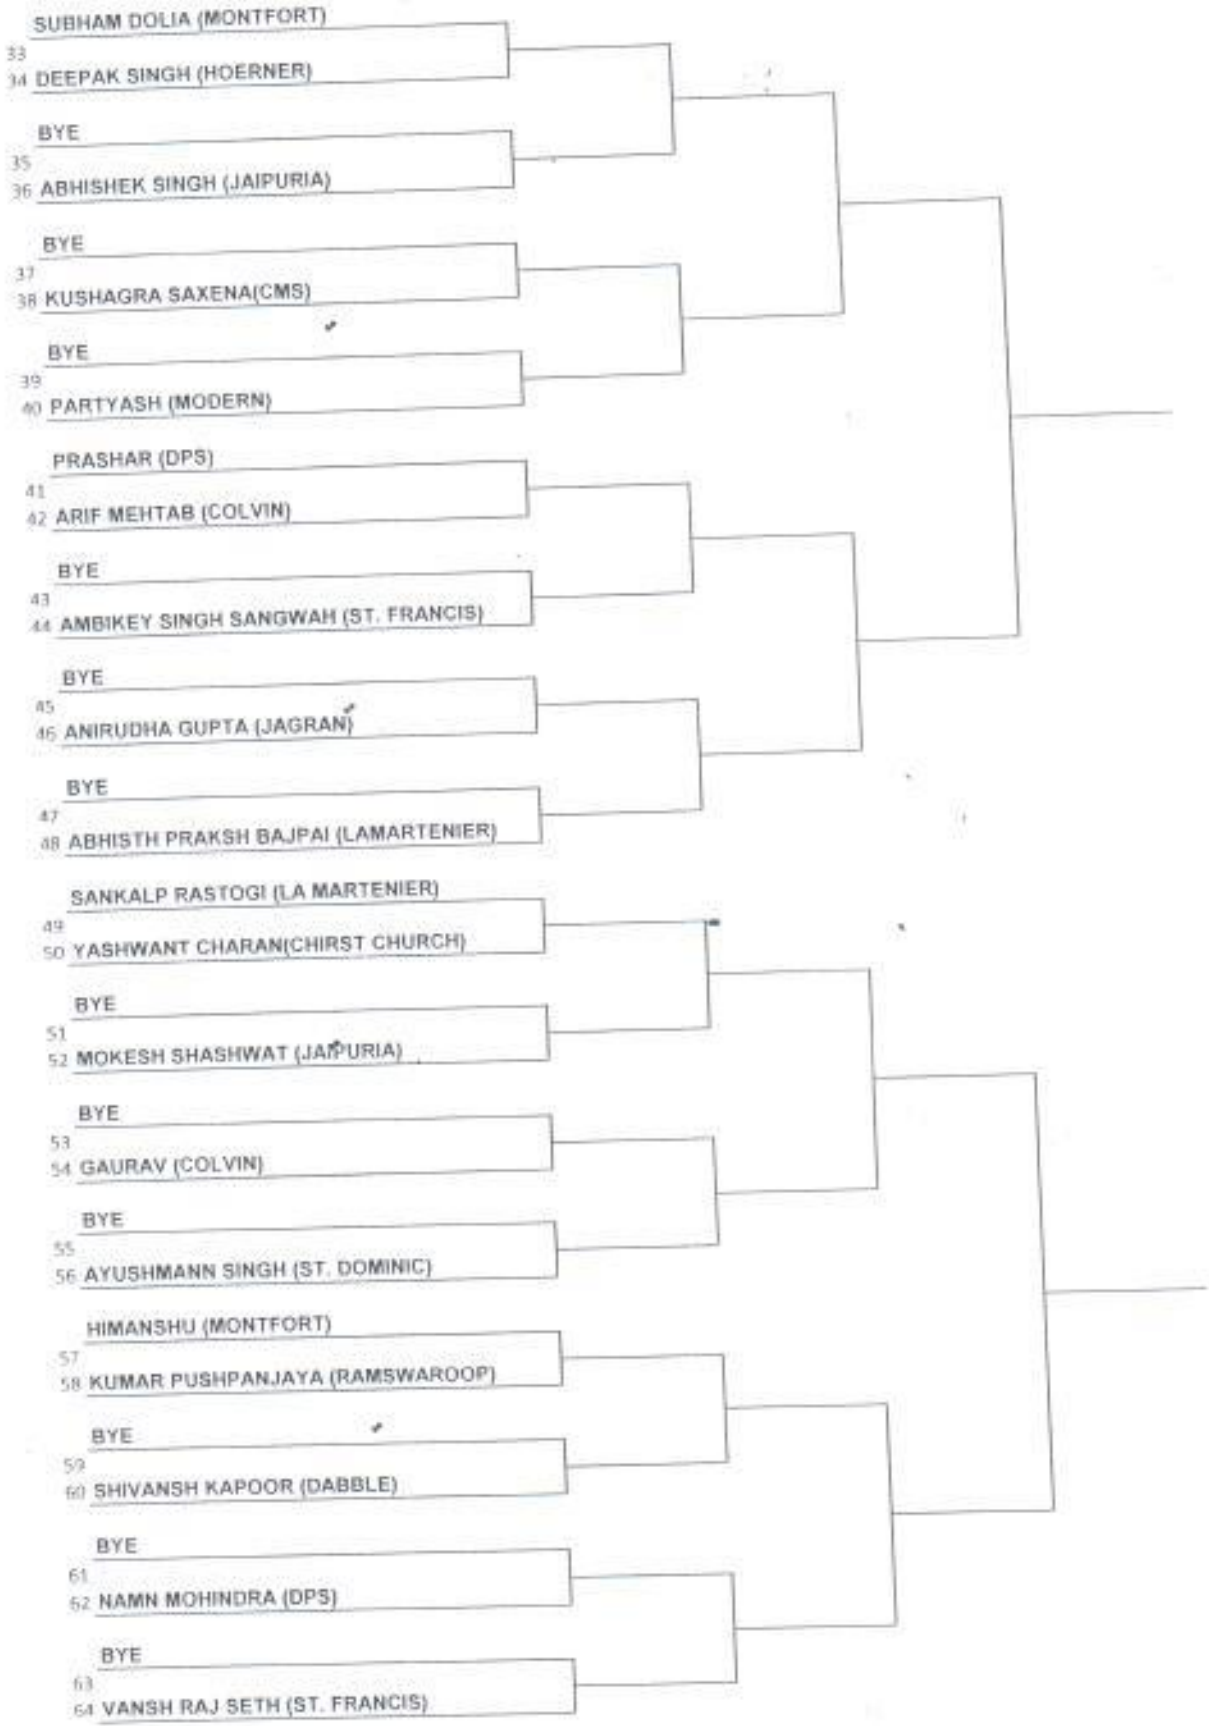 SUBHAM DOLIA (MONTFORT)
33
34 DEEPAK SINGH (HOERNER)
BYE
35
36 ABHISHEK SINGH (JAIPURIA)
BYE
37
38 KUSHAGRA SAXENA(CMS)
BYE
39
40 PARTYASH (MODERN)
PRASHAR (DPS)
41
42 ARIF MEHTAB (COLVIN)
BYE
43
44 AMBIKEY SINGH SANGWAH (ST. FRANCIS)
BYE
45
46 ANIRUDHA GUPTA (JAGRAN)
BYE
47
48 ABHISTH PRAKSH BAJPAI (LAMARTENIER)
SANKALP RASTOGI (LA MARTENIER)
49
50 YASHWANT CHARAN(CHIRST CHURCH)
BYE
51
52 MOKESH SHASHWAT (JAIPURIA)
BYE
53
54 GAURAV (COLVIN)
BYE
55
56 AYUSHMANN SINGH (ST. DOMINIC)
HIMANSHU (MONTFORT)
57
58 KUMAR PUSHPANJAYA (RAMSWAROOP)
BYE
59
60 SHIVANSH KAPOOR (DABBLE)
BYE
61
62 NAMN MOHINDRA (DPS)
BYE
63
64 VANSH RAJ SETH (ST. FRANCIS)